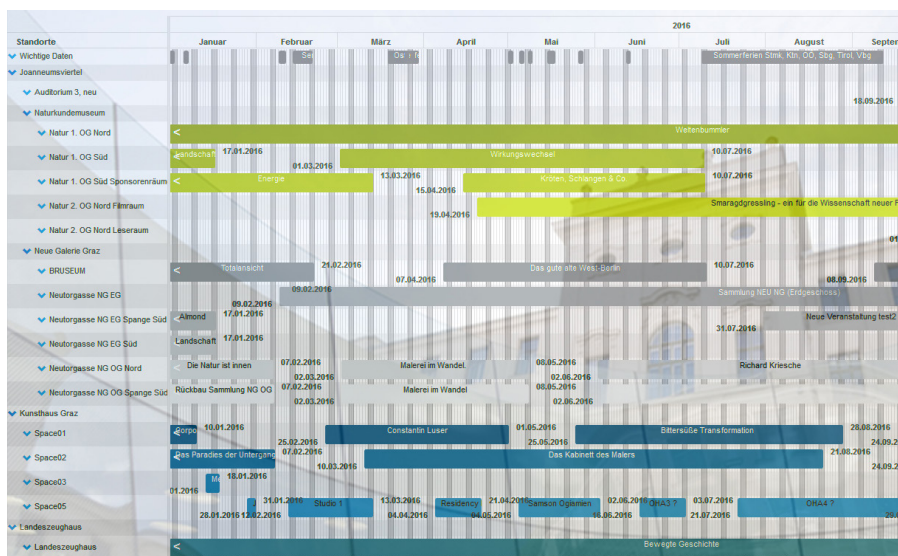 2016
Standorte Januar Februar März April Mai Juni Juli August Septer
Wichtige Daten Sommerferien Stmk, Ktn, OÖ, Sbg, Tirol, Vbg
Joanneumsviertel
Auditorium 3, neu 18.09.2016
Naturkundemuseum
Natur 1. OG Nord < Weltenbummler
Natur 1. OG Süd < Landschaft 17.01.2016 01.03.2016 Wirkungswechsel 10.07.2016
Natur 1. OG Süd Sponsorenräum < Energie 13.03.2016 15.04.2016 Kröten, Schlangen & Co. 10.07.2016
Natur 2. OG Nord Filmraum 19.04.2016 Smaragdgressling - ein für die Wissenschaft neuer F
Natur 2. OG Nord Leseraum 01
Neue Galerie Graz
BRUSEUM < Totalansicht 21.02.2016 07.04.2016 Das gute alte West-Berlin 10.07.2016 08.09.2016
Neutorgasse NG EG 09.02.2016 09.02.2016 Sammlung NEU NG (Erdgeschoss)
Neutorgasse NG EG Spange Süd Almond 17.01.2016 31.07.2016 Neue Veranstaltung test2
Neutorgasse NG EG Süd Landschaft 17.01.2016
Neutorgasse NG OG Nord Die Natur ist innen 07.02.2016 02.03.2016 Malerei im Wandel 08.05.2016 02.06.2016 Richard Kriesche
Neutorgasse NG OG Spange Süd Rückbau Sammlung NG OG 07.02.2016 02.03.2016 Malerei im Wandel 08.05.2016 02.06.2016
Kunsthaus Graz
Space01 < Corpo 10.01.2016 25.02.2016 Constantin Luser 01.05.2016 25.05.2016 Bittersüße Transformation 28.08.2016 24.09.2016
Space02 < Das Paradies der Untergang 07.02.2016 10.03.2016 Das Kabinett des Malers 21.08.2016 24.09.2016
Space03 01.2016 Me 18.01.2016
Space05 28.01.2016 31.01.2016 12.02.2016 Studio 1 13.03.2016 04.04.2016 Residency 21.04.2016 04.05.2016 Samson Ogiamien 02.06.2016 16.06.2016 ÖHA3 ? 03.07.2016 21.07.2016 ÖHA4 ?
Landeszeughaus
Landeszeughaus < Bewegte Geschichte